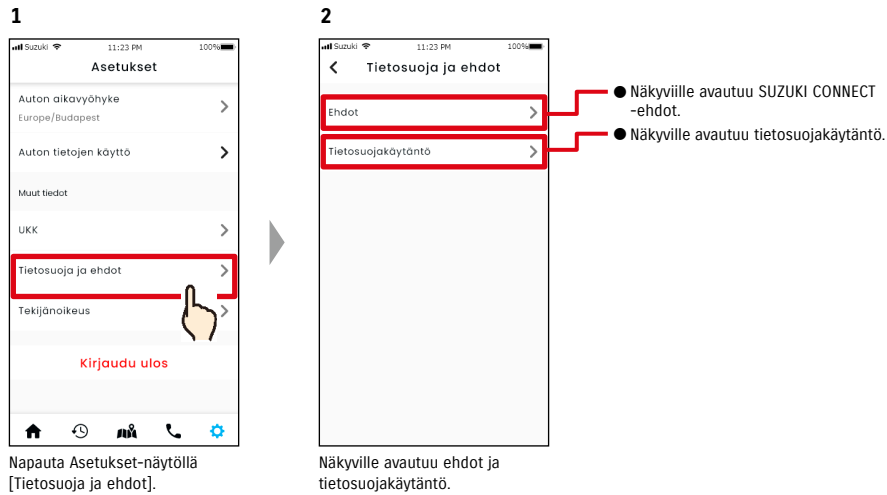 1
Suzuki 11:23 PM 100%
Asetukset
Auton aikavyöhyke
Europe/Budapest
Auton tietojen käyttö
Muut tiedot
UKK
Tietosuoja ja ehdot
Tekijänoikeus
Kirjaudu ulos
Napauta Asetukset-näytöllä
[Tietosuoja ja ehdot].
2
Suzuki 11:23 PM 100%
Tietosuoja ja ehdot
Ehdot
Tietosuojakäytäntö
Näkyville avautuu ehdot ja
tietosuojakäytäntö.
● Näkyviille avautuu SUZUKI CONNECT
-ehdot.
● Näkyville avautuu tietosuojakäytäntö.